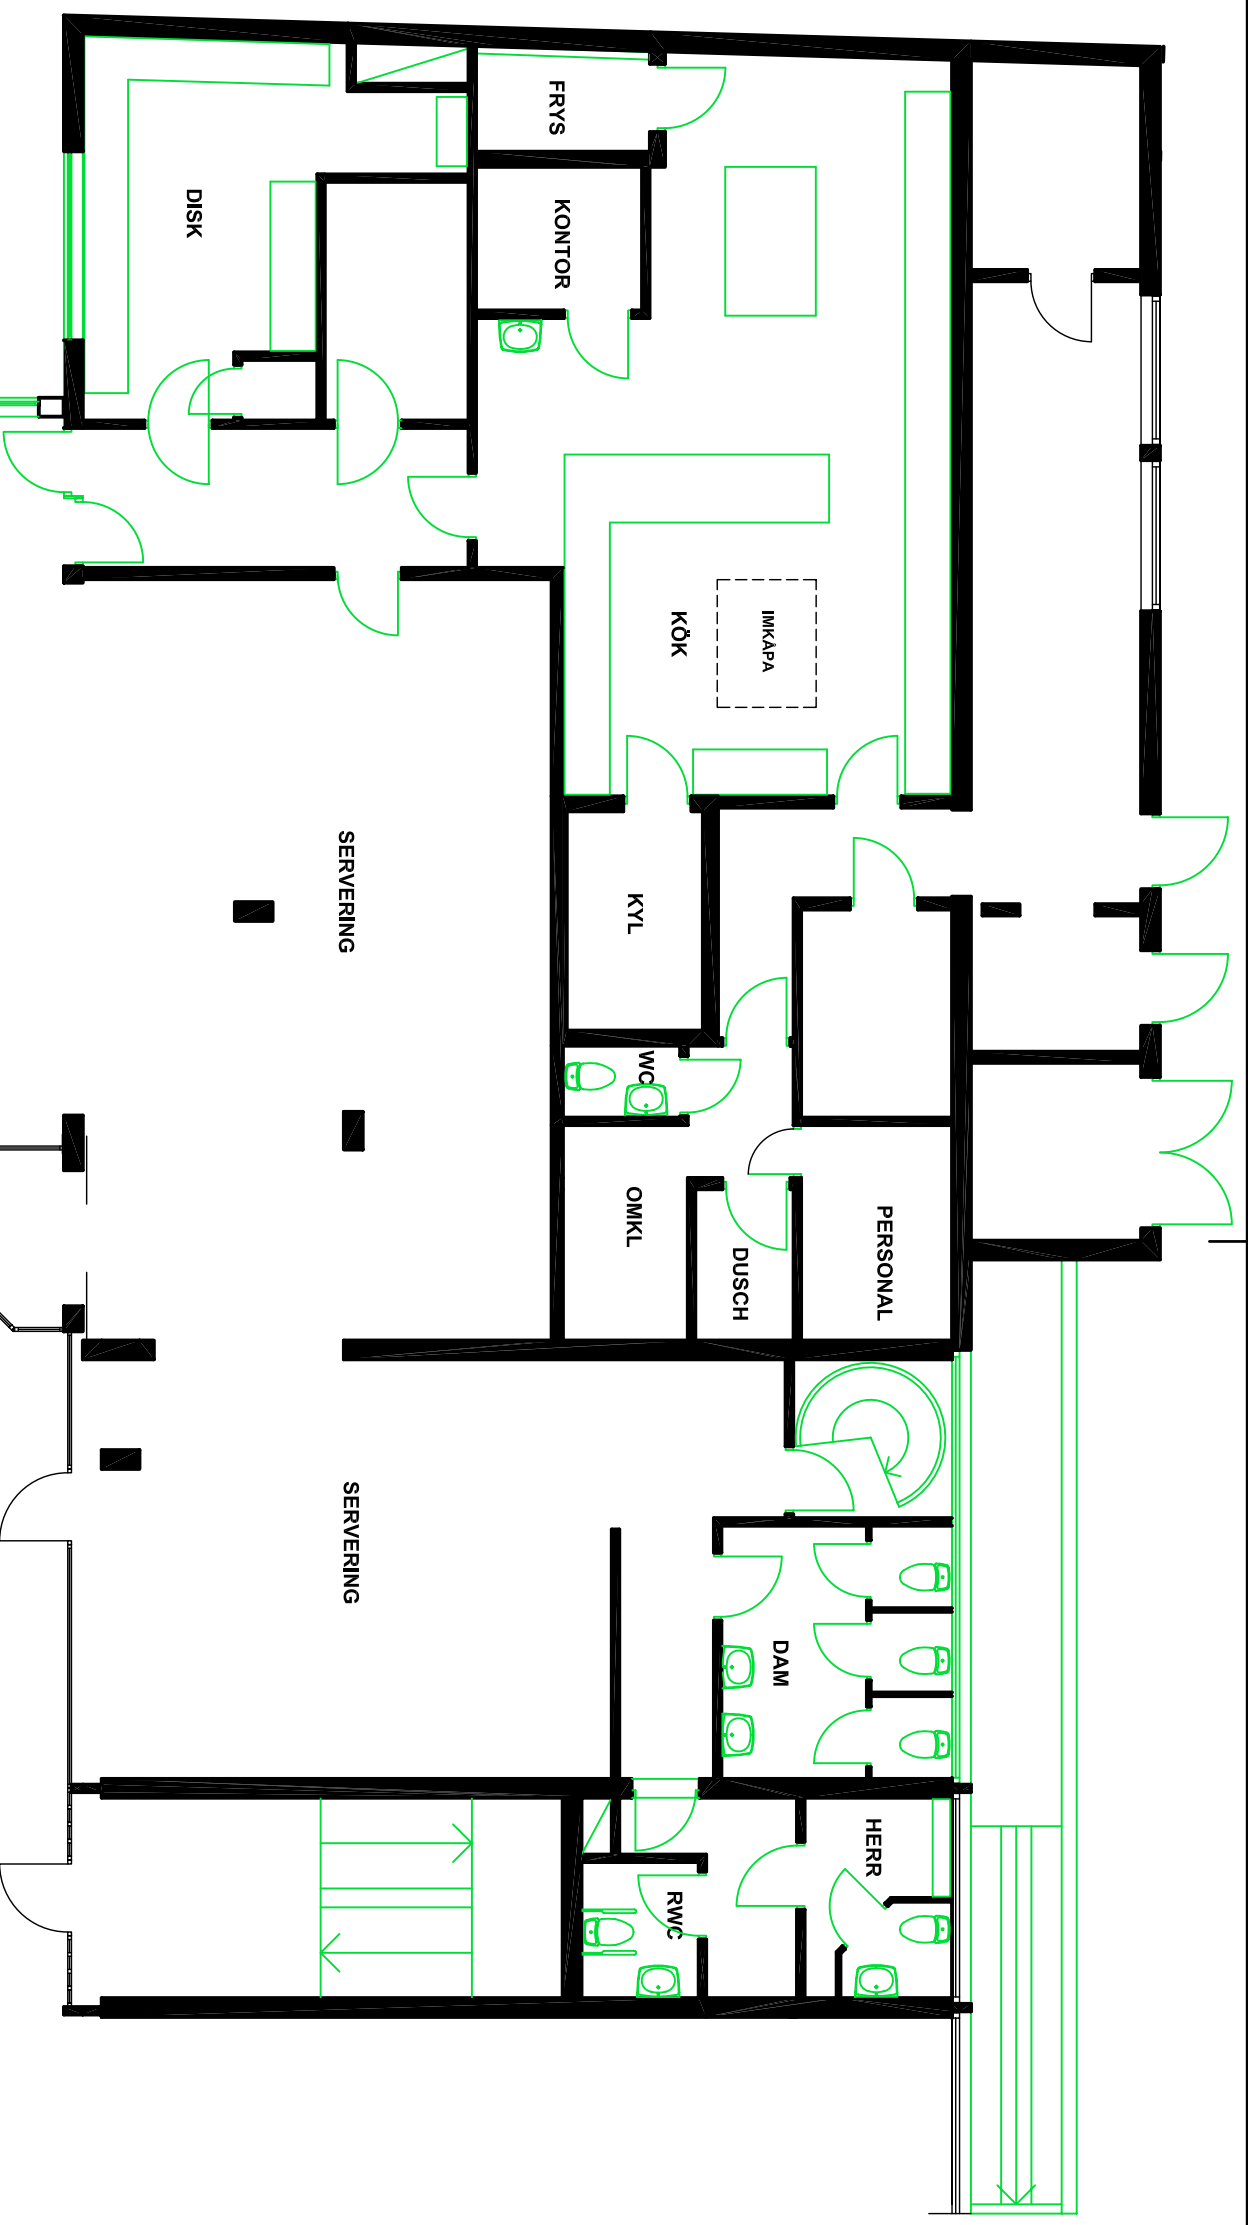 FRYS
KONTOR
DISK
IMKÅPA
KÖK
SERVERING
KYL
WC
OMKL
DUSCH
PERSONAL
SERVERING
DAM
HERR
RWC